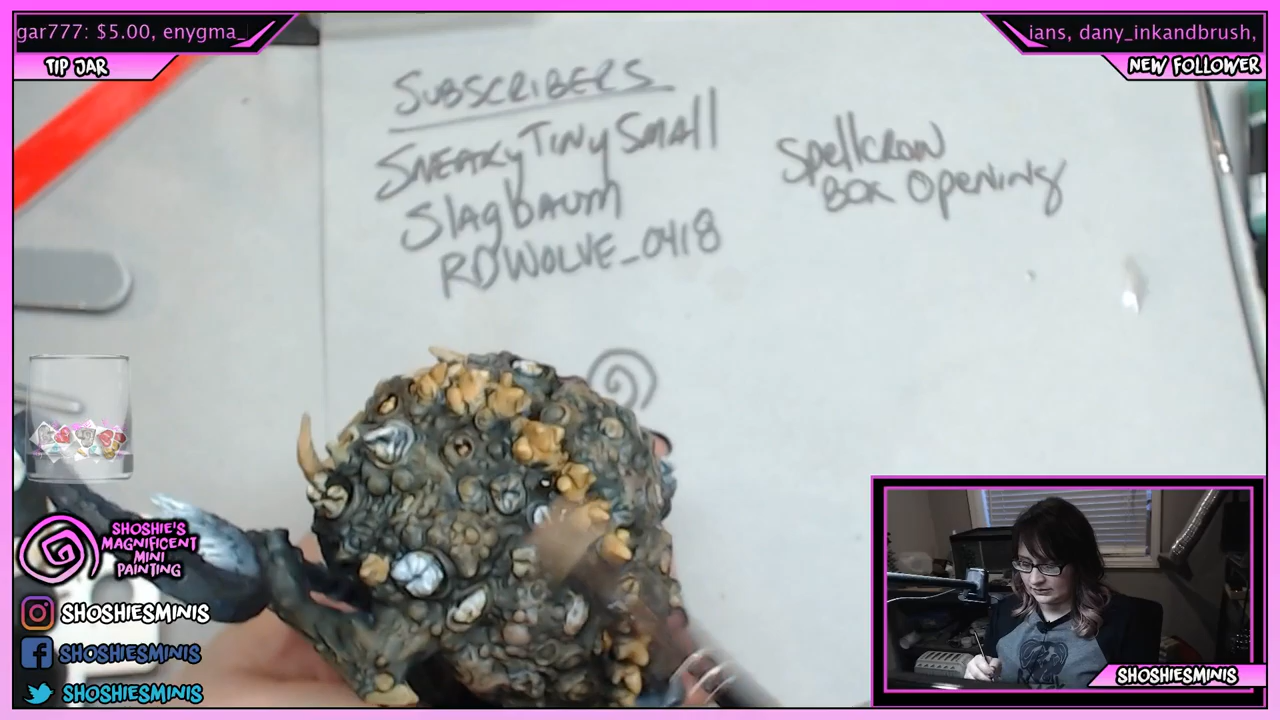 gar777: $5.00, enygma_
TIP JAR
ians, dany_inkandbrush,
NEW FOLLOWER
SUBSCRIBERS
SNEAKyTINySMAll
Slagbaum
RDWOLVE_0418
Spellcrow
Box Opening
SHOSHIE'S
MAGNIFICENT
MINI
PAINTING
SHOSHIESMINIS
SHOSHIESMINIS
SHOSHIESMINIS
SHOSHIESMINIS